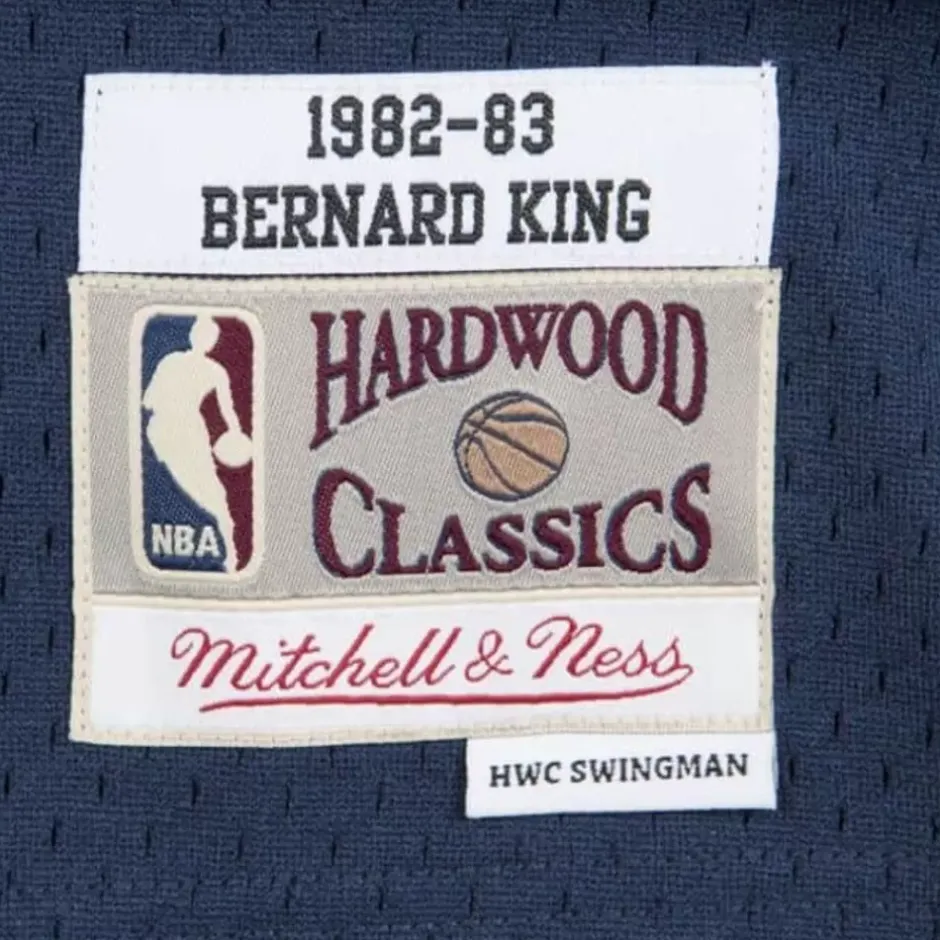 1982-83
BERNARD KING
HARDWOOD
CLASSICS
NBA
Mitchell & Ness
HWC SWINGMAN